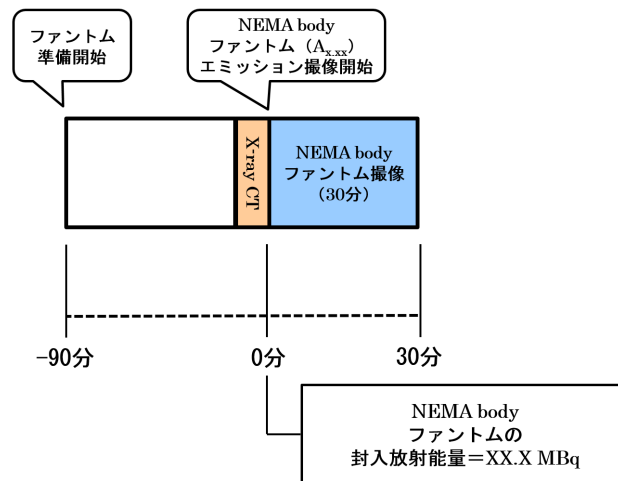 ファントム
準備開始
NEMA body
ファントム（Ax.xx）
エミッション撮像開始
X-ray CT
NEMA body
ファントム撮像
（30分）
-90分
0分
30分
NEMA body
ファントムの
封入放射能量＝XX.X MBq